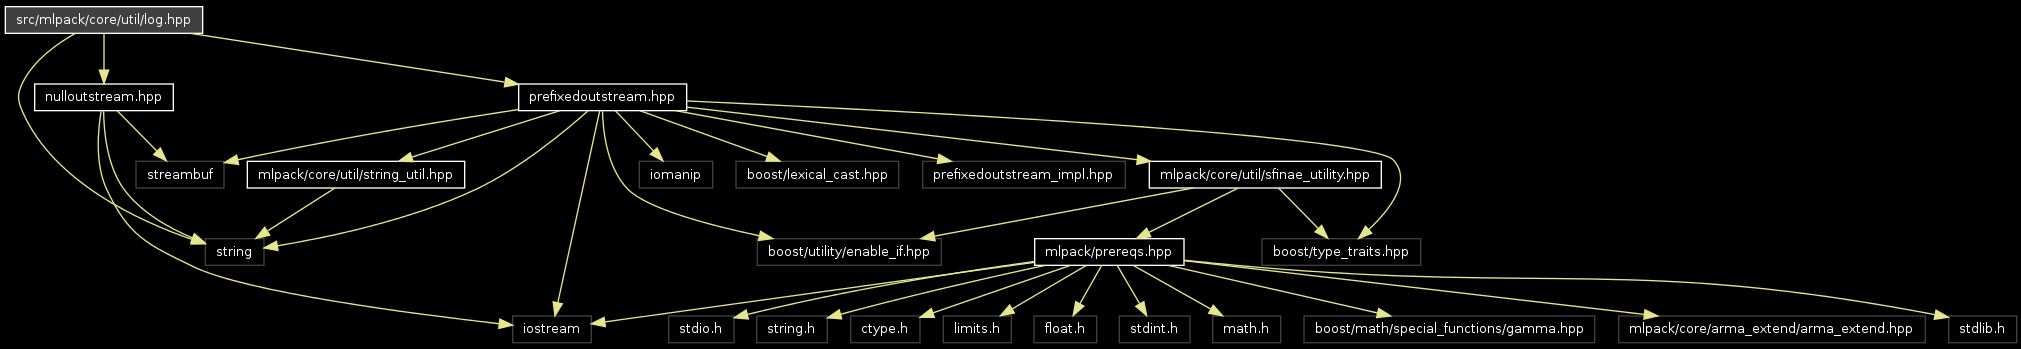 src/mlpack/core/util/log.hpp
nulloutstream.hpp
prefixedoutstream.hpp
streambuf
mlpack/core/util/string_util.hpp
iomanip
boost/lexical_cast.hpp
prefixedoutstream_impl.hpp
mlpack/core/util/sfinae_utility.hpp
string
boost/utility/enable_if.hpp
mlpack/prereqs.hpp
boost/type_traits.hpp
iostream
stdio.h
string.h
ctype.h
limits.h
float.h
stdint.h
math.h
boost/math/special_functions/gamma.hpp
mlpack/core/arma_extend/arma_extend.hpp
stdlib.h